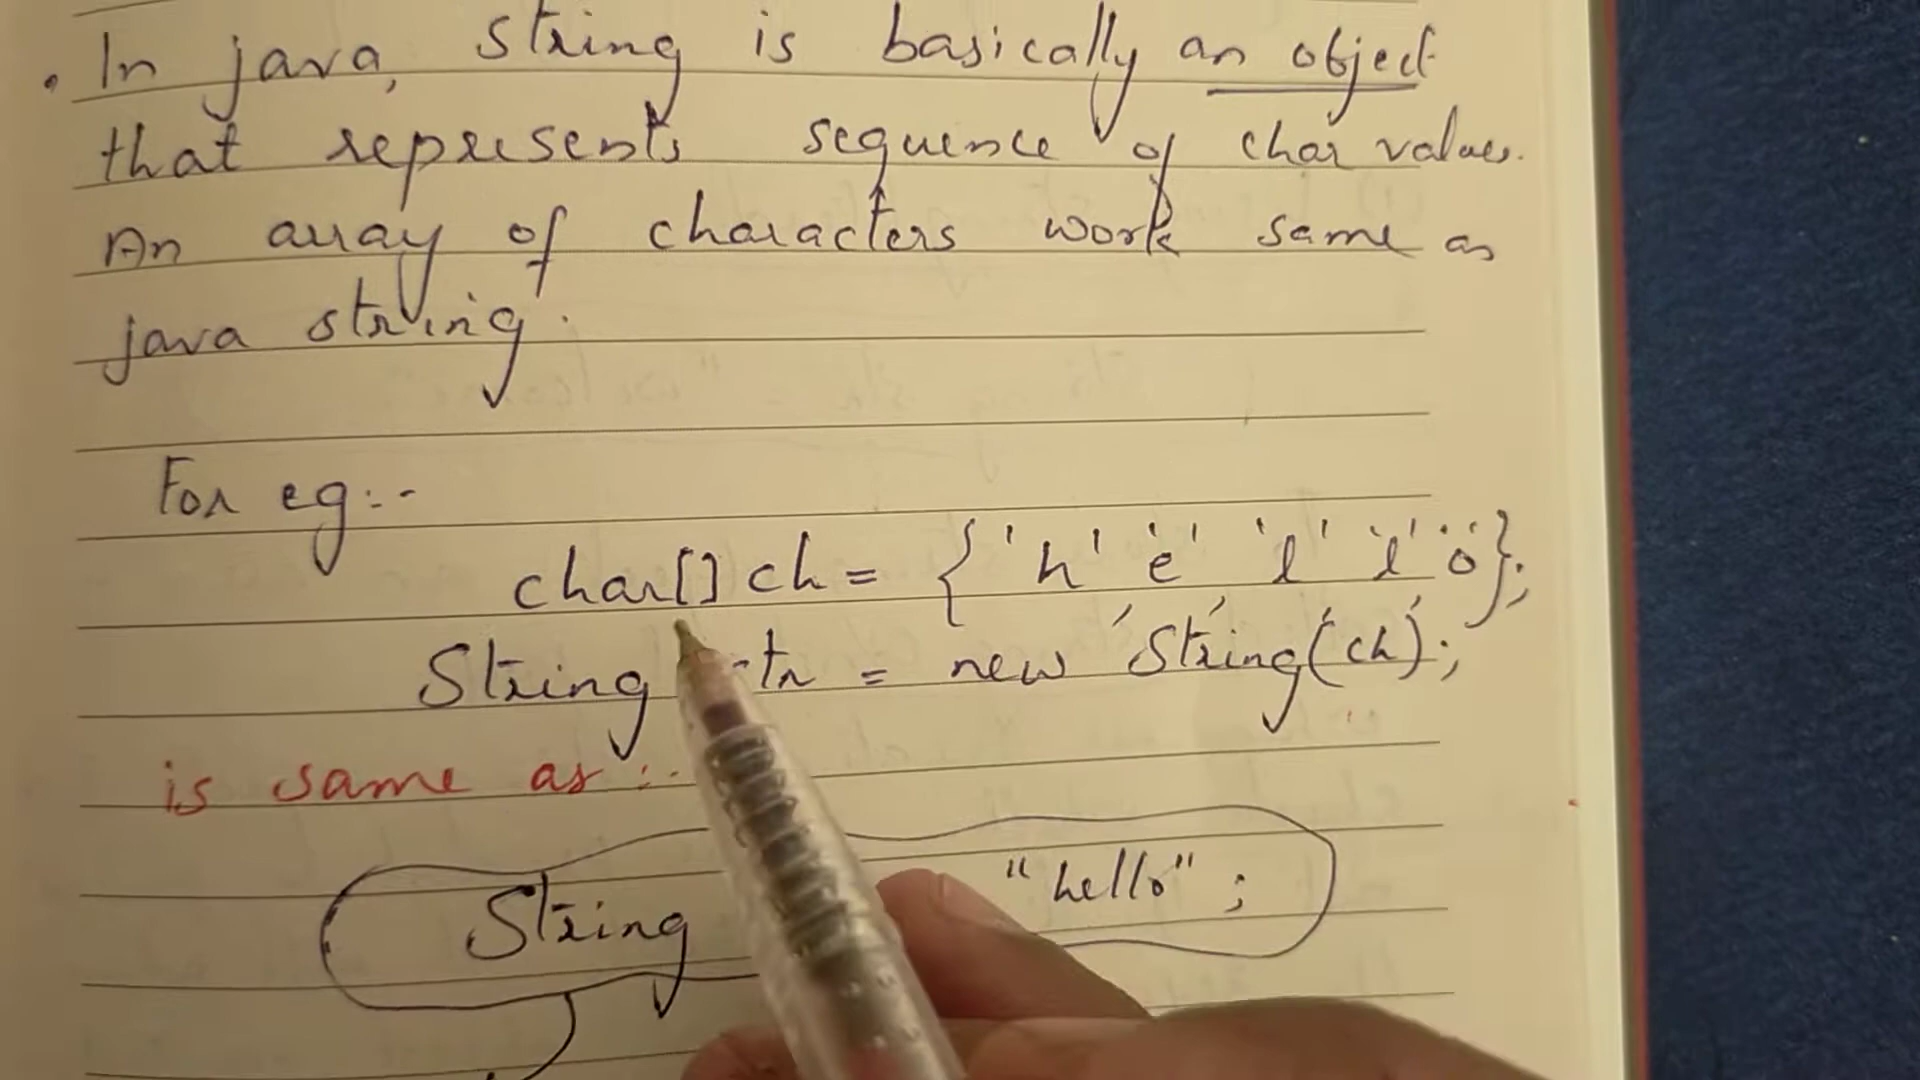 . In java, string is basically an object
that represents sequence of char values.
An array of characters work same as
java string.
For eg:-
char[] ch = {'h', 'e', 'l', 'l', 'o'};
String str = new String(ch);
is same as :-
String "hello";